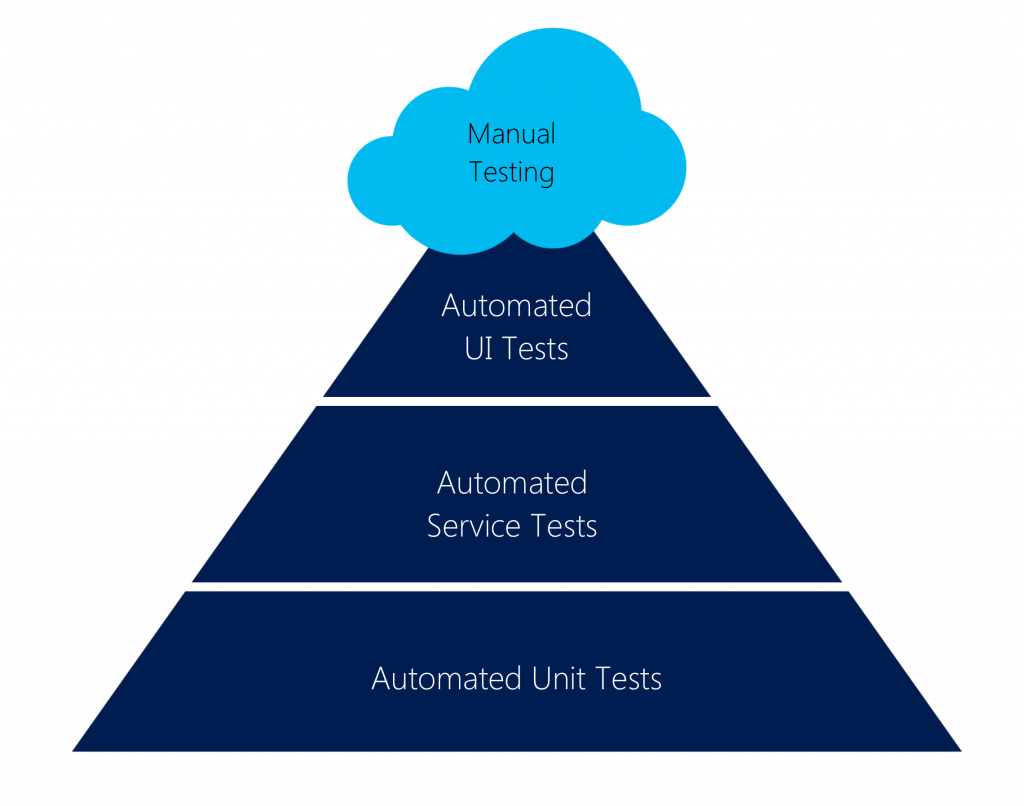 Manual
Testing
Automated
UI Tests
Automated
Service Tests
Automated Unit Tests